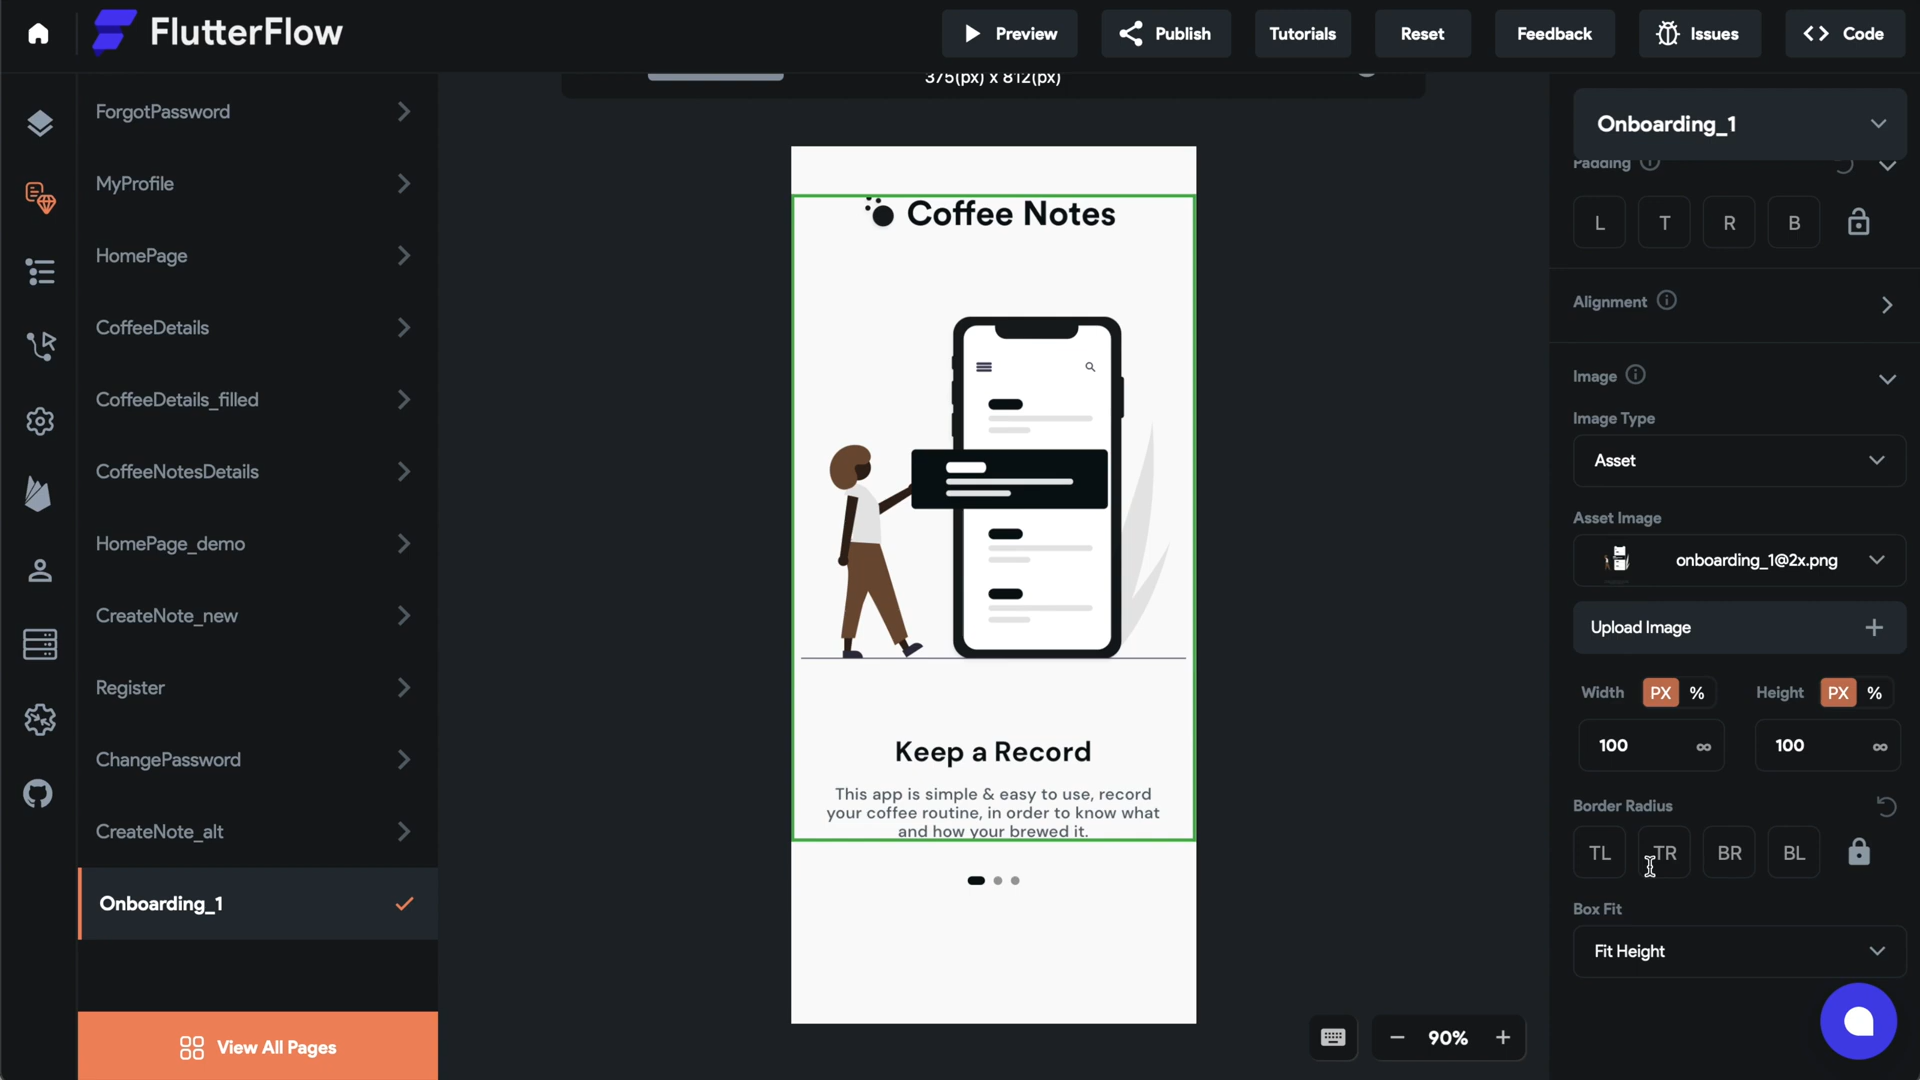 FlutterFlow
Preview
Publish
Tutorials
Reset
Feedback
Issues
Code
ForgotPassword
MyProfile
HomePage
CoffeeDetails
CoffeeDetails_filled
CoffeeNotesDetails
HomePage_demo
CreateNote_new
Register
ChangePassword
CreateNote_alt
Onboarding_1
View All Pages
375(px) x 812(px)
Coffee Notes
Keep a Record
This app is simple & easy to use, record
your coffee routine, in order to know what
and how your brewed it.
90%
Onboarding_1
Padding
L T R B
Alignment
Image
Image Type
Asset
Asset Image
onboarding_1@2x.png
Upload Image
Width PX % Height PX %
100 ∞ 100 ∞
Border Radius
TL TR BR BL
Box Fit
Fit Height